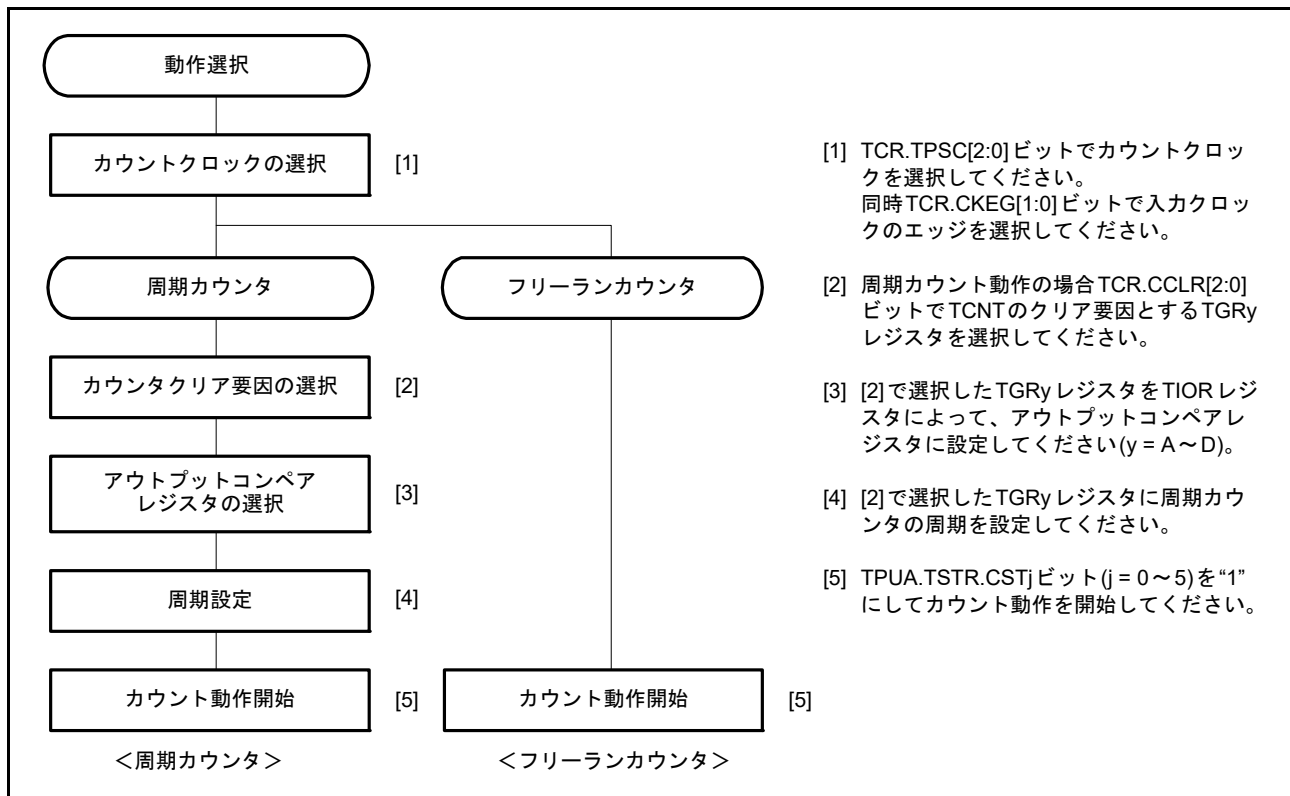 動作選択
カウントクロックの選択 [1]
周期カウンタ
フリーランカウンタ
カウンタクリア要因の選択 [2]
アウトプットコンペア
レジスタの選択 [3]
周期設定 [4]
カウント動作開始 [5]
カウント動作開始 [5]
<周期カウンタ>
<フリーランカウンタ>
[1] TCR.TPSC[2:0]ビットでカウントクロッ
クを選択してください。
同時TCR.CKEG[1:0]ビットで入力クロッ
クのエッジを選択してください。
[2] 周期カウント動作の場合TCR.CCLR[2:0]
ビットでTCNTのクリア要因とするTGRy
レジスタを選択してください。
[3] [2]で選択したTGRyレジスタをTIORレジ
スタによって、アウトプットコンペアレ
ジスタに設定してください(y = A～D)。
[4] [2]で選択したTGRyレジスタに周期カウ
ンタの周期を設定してください。
[5] TPUA.TSTR.CSTjビット(j = 0～5)を“1”
にしてカウント動作を開始してください。